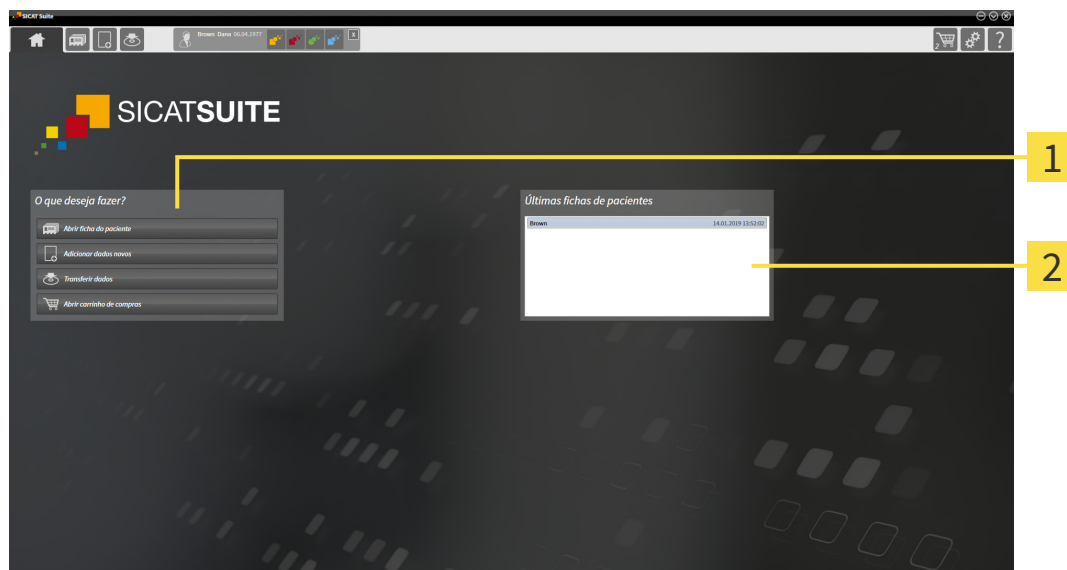 SICAT Suite
Brown Dana 06.04.1977
X
2
?
SICATSUITE
1
O que deseja fazer?
Abrir ficha do paciente
Adicionar dados novos
Transferir dados
Abrir carrinho de compras
Últimas fichas de pacientes
Brown 14.01.2019 13:52:02
2